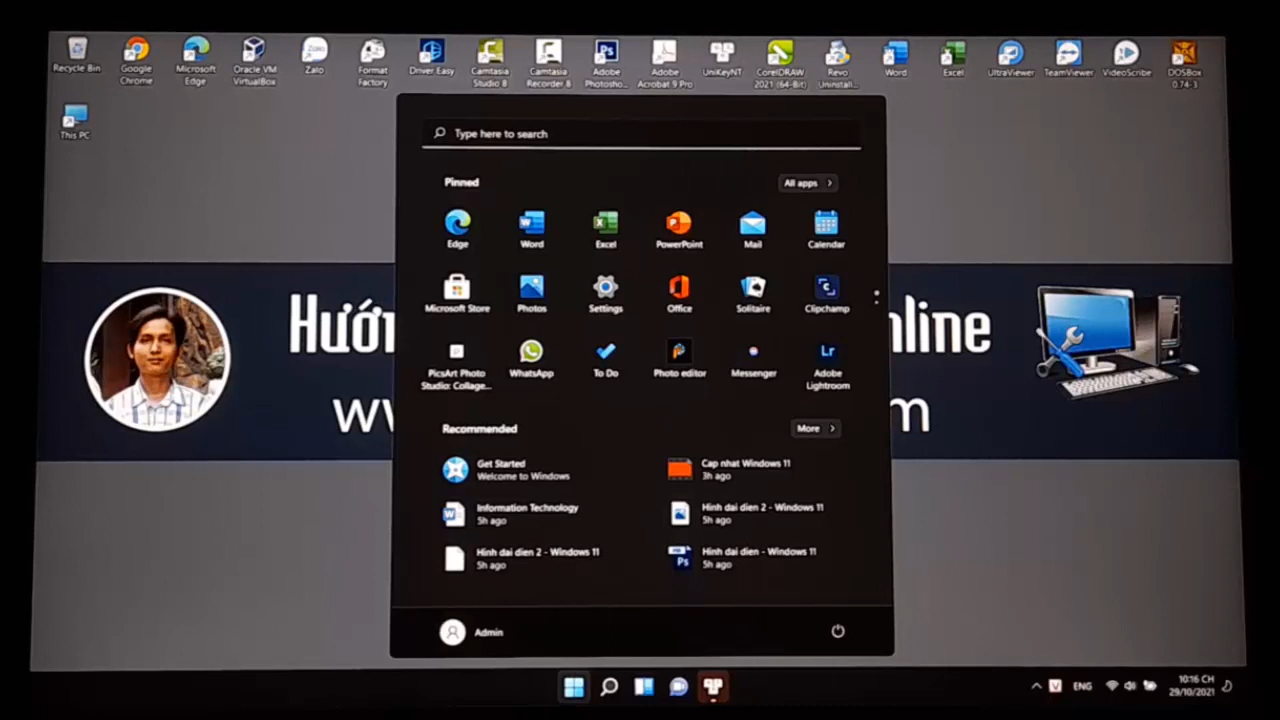 Recycle Bin
Google
Chrome
Microsoft
Edge
Oracle VM
VirtualBox
Zalo
Format
Factory
Driver Easy
Camtasia
Studio 8
Camtasia
Recorder 8
Adobe
Photosho...
Adobe
Acrobat 9 Pro
UniKeyNT
CorelDRAW
2021 (64-Bit)
Revo
Uninstall...
Word
Excel
UltraViewer
TeamViewer
VideoScribe
DOSBox
0.74-3
This PC
Type here to search
Pinned
All apps
Edge
Word
Excel
PowerPoint
Mail
Calendar
Microsoft Store
Photos
Settings
Office
Solitaire
Clipchamp
PicsArt Photo
Studio: Collage...
WhatsApp
To Do
Photo editor
Messenger
Adobe
Lightroom
Recommended
More
Get Started
Welcome to Windows
Cap nhat Windows 11
3h ago
Information Technology
5h ago
Hinh dai dien 2 - Windows 11
5h ago
Hinh dai dien 2 - Windows 11
5h ago
Hinh dai dien - Windows 11
5h ago
Admin
ENG
10:16 CH
29/10/2021